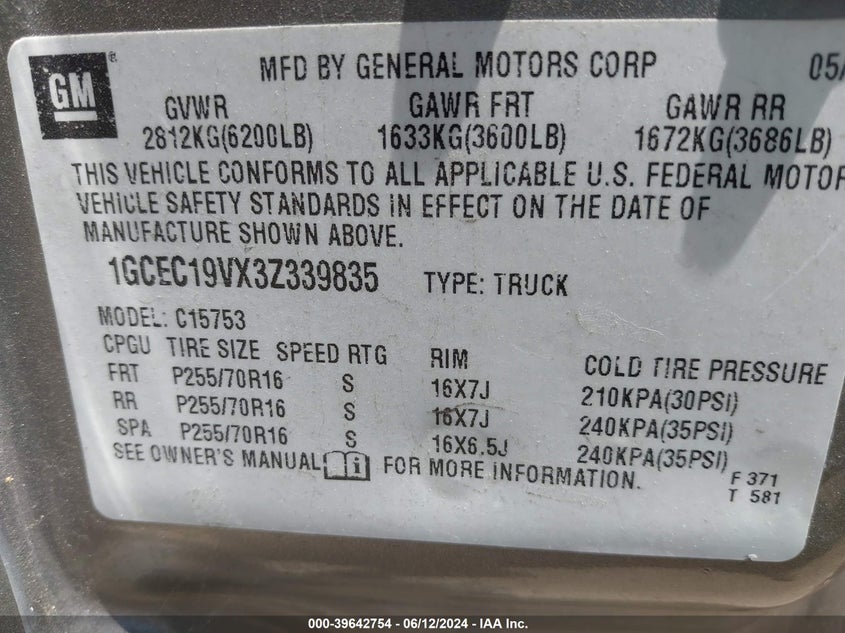 GM®
MFD BY GENERAL MOTORS CORP 05/
GVWR GAWR FRT GAWR RR
2812KG(6200LB) 1633KG(3600LB) 1672KG(3686LB)
THIS VEHICLE CONFORMS TO ALL APPLICABLE U.S. FEDERAL MOTOR
VEHICLE SAFETY STANDARDS IN EFFECT ON THE DATE OF
MANUFACTURE SHOWN ABOVE.
1GCEC19VX3Z339835 TYPE: TRUCK
MODEL: C15753
CPGU TIRE SIZE SPEED RTG RIM COLD TIRE PRESSURE
FRT P255/70R16 S 16X7J 210KPA(30PSI)
RR P255/70R16 S 16X7J 240KPA(35PSI)
SPA P255/70R16 S 16X6.5J 240KPA(35PSI)
SEE OWNER'S MANUAL FOR MORE INFORMATION.
F 371
T 581
000-39642754 - 06/12/2024 - IAA Inc.